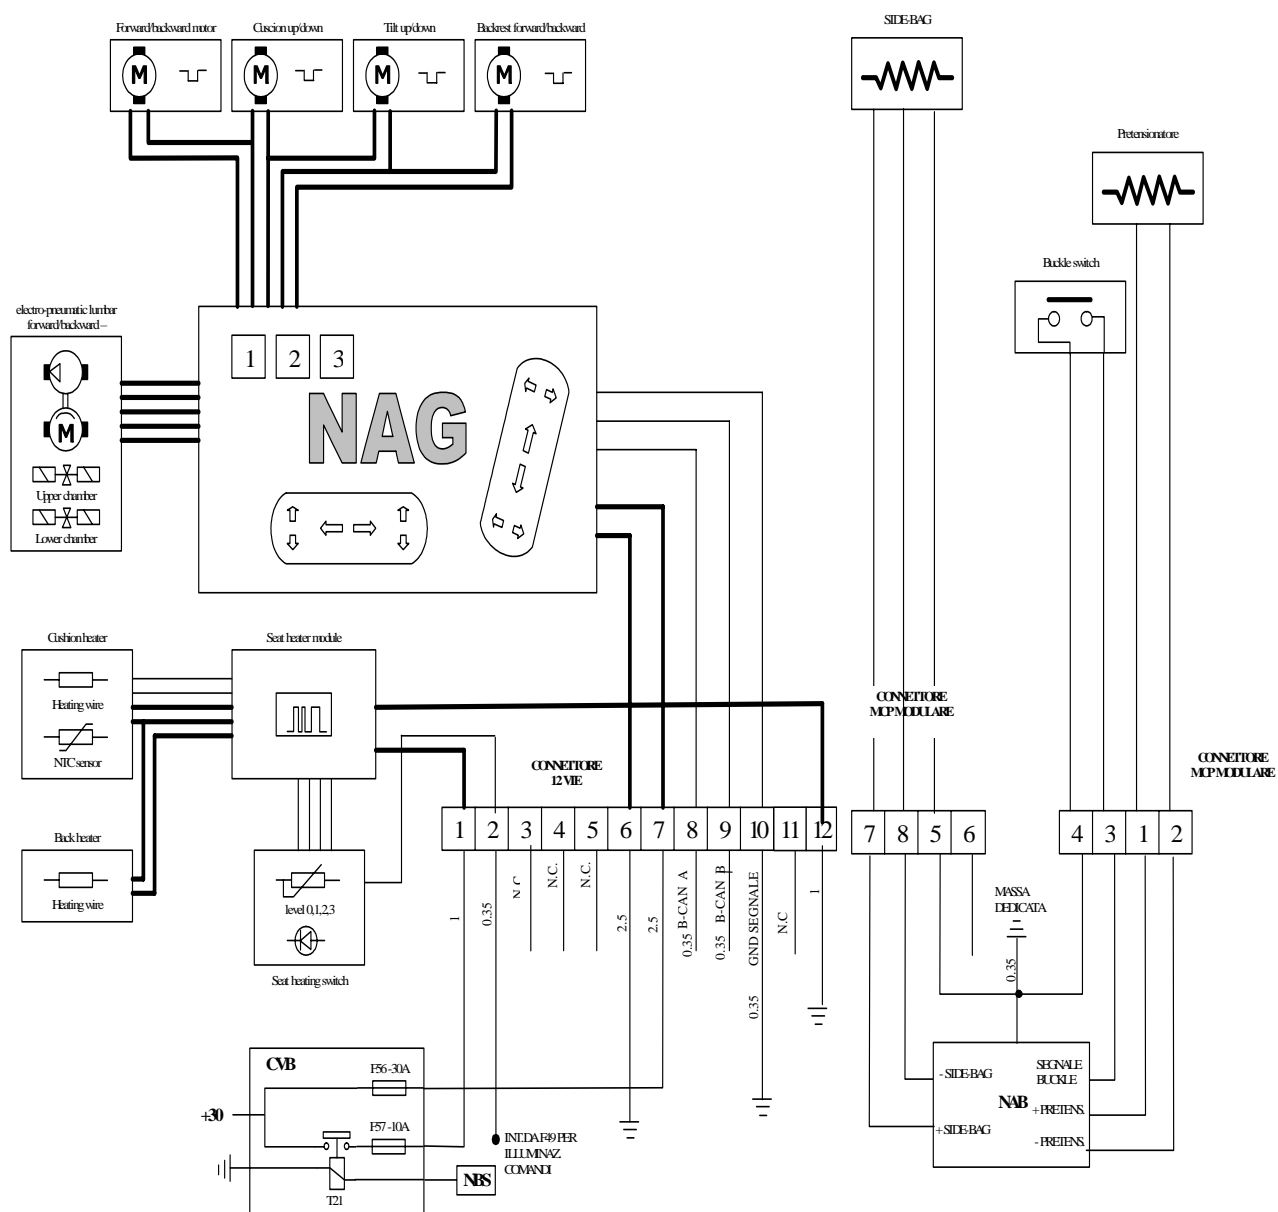 Forward/backward motor
Cuscion up/down
Tilt up/down
Backrest forward/backward
SIDE-BAG
M
M
M
M
Pretensionatore
Buckle switch
electro-pneumatic lumbar
forward/backward –
1
2
3
NAG
M
Upper chamber
Lower chamber
Cushion heater
Heating wire
NTC sensor
Seat heater module
CONNETTORE
MCP MODULARE
CONNETTORE
12 VIE
CONNETTORE
MCP MODULARE
1
2
3
4
5
6
7
8
9
10
11
12
7
8
5
6
4
3
1
2
Back heater
Heating wire
level 0,1,2,3
Seat heating switch
1
0.35
N.C
N.C.
N.C.
2.5
2.5
0.35 B-CAN A
0.35 B-CAN B
0.35 GND SEGNALE
N.C
1
MASSA
DEDICATA
0.35
CVB
F56 -30A
+30
F57 -10A
T21
NBS
INT. DA F49 PER
ILLUMINAZ.
COMANDI
- SIDE-BAG
SEGNALE
BUCKLE
NAB
+ PRETENS.
+ SIDE-BAG
- PRETENS.